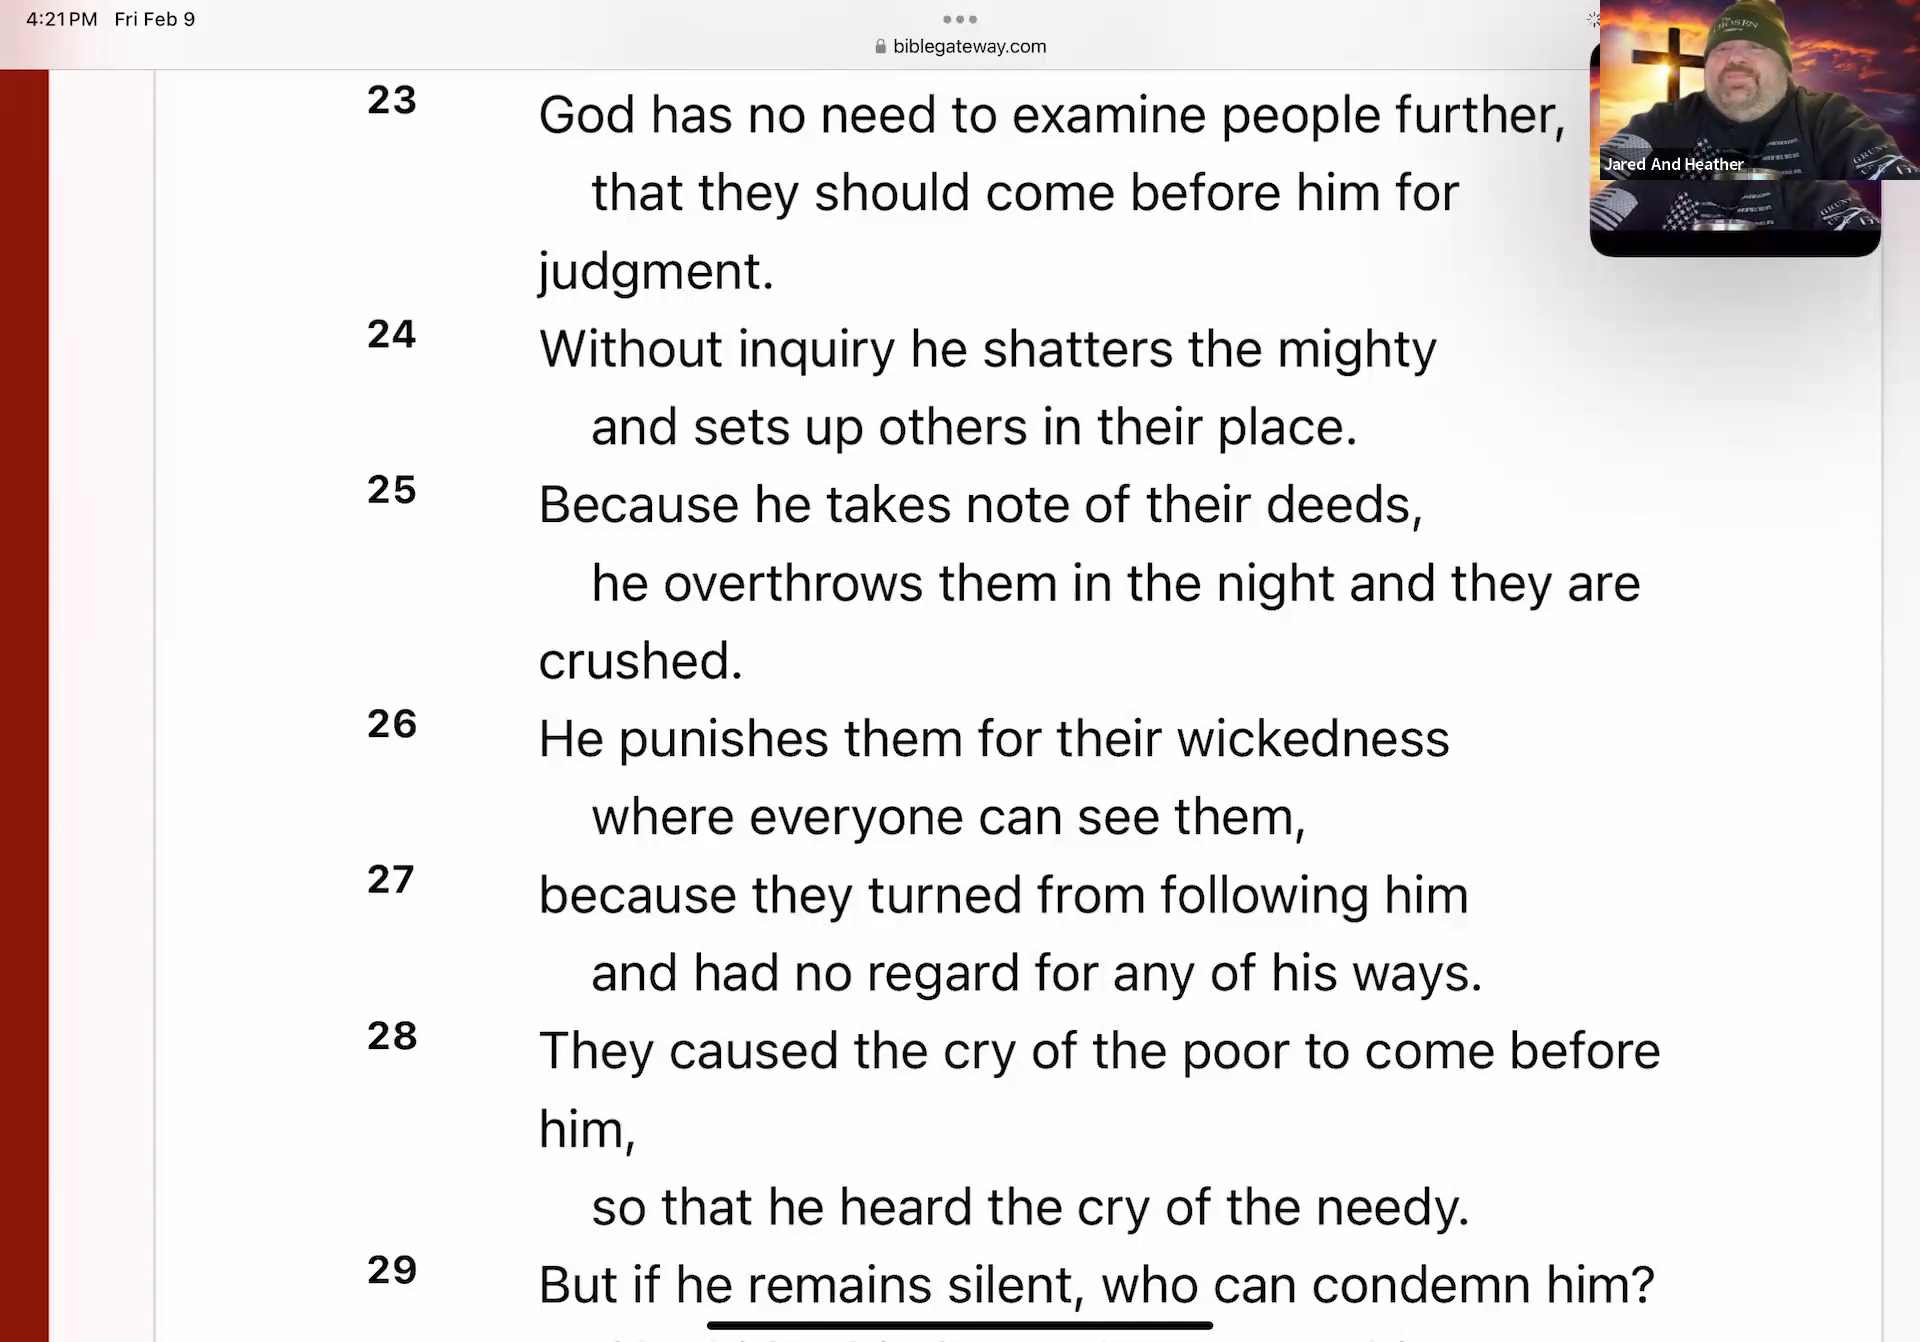 4:21 PM Fri Feb 9
biblegateway.com
CHOSEN
Jared And Heather
23
God has no need to examine people further,
that they should come before him for
judgment.
24
Without inquiry he shatters the mighty
and sets up others in their place.
25
Because he takes note of their deeds,
he overthrows them in the night and they are
crushed.
26
He punishes them for their wickedness
where everyone can see them,
27
because they turned from following him
and had no regard for any of his ways.
28
They caused the cry of the poor to come before
him,
so that he heard the cry of the needy.
29
But if he remains silent, who can condemn him?